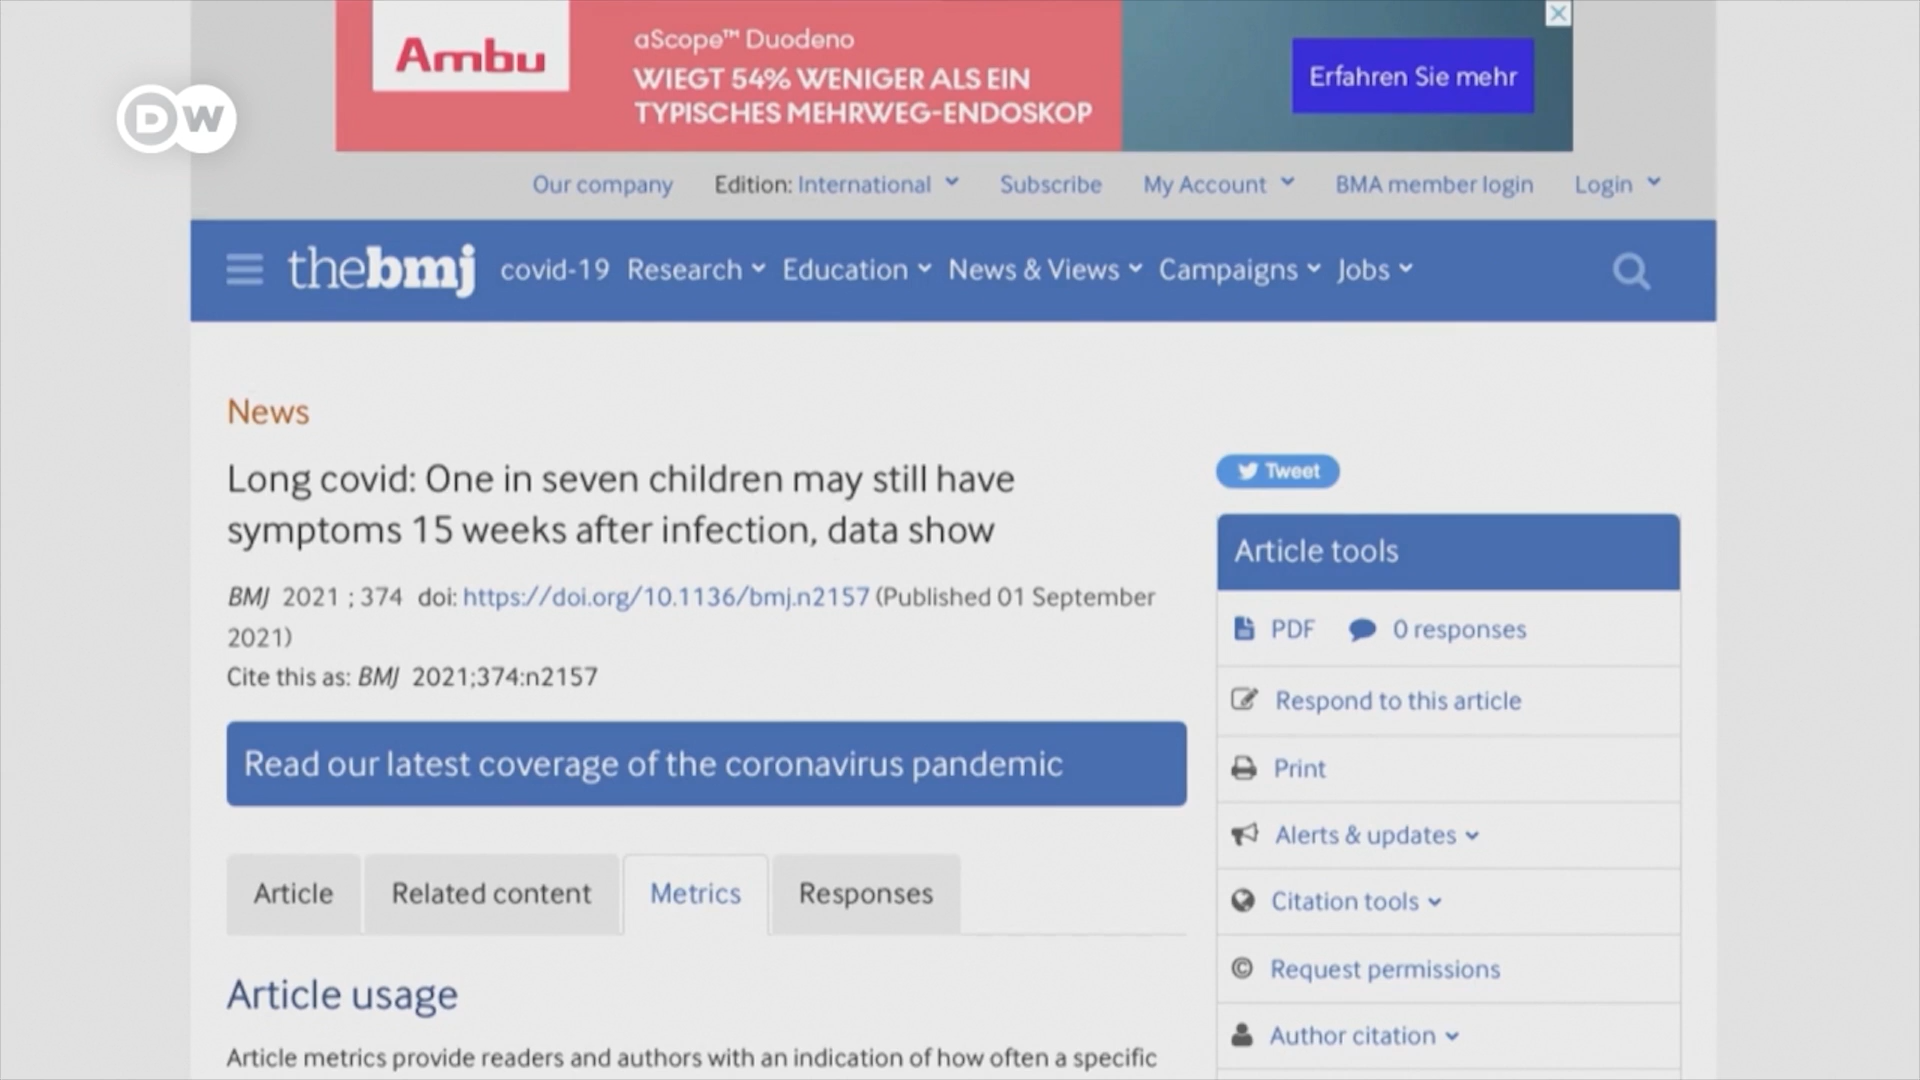 Ambu
aScope™ Duodeno
WIEGT 54% WENIGER ALS EIN
TYPISCHES MEHRWEG-ENDOSKOP
Erfahren Sie mehr
DW
Our company Edition: International Subscribe My Account BMA member login Login
thebmj covid-19 Research Education News & Views Campaigns Jobs
News
Long covid: One in seven children may still have
symptoms 15 weeks after infection, data show
BMJ 2021 ; 374 doi: https://doi.org/10.1136/bmj.n2157 (Published 01 September
2021)
Cite this as: BMJ 2021;374:n2157
Read our latest coverage of the coronavirus pandemic
Article Related content Metrics Responses
Article usage
Article metrics provide readers and authors with an indication of how often a specific
Tweet
Article tools
PDF 0 responses
Respond to this article
Print
Alerts & updates
Citation tools
© Request permissions
Author citation